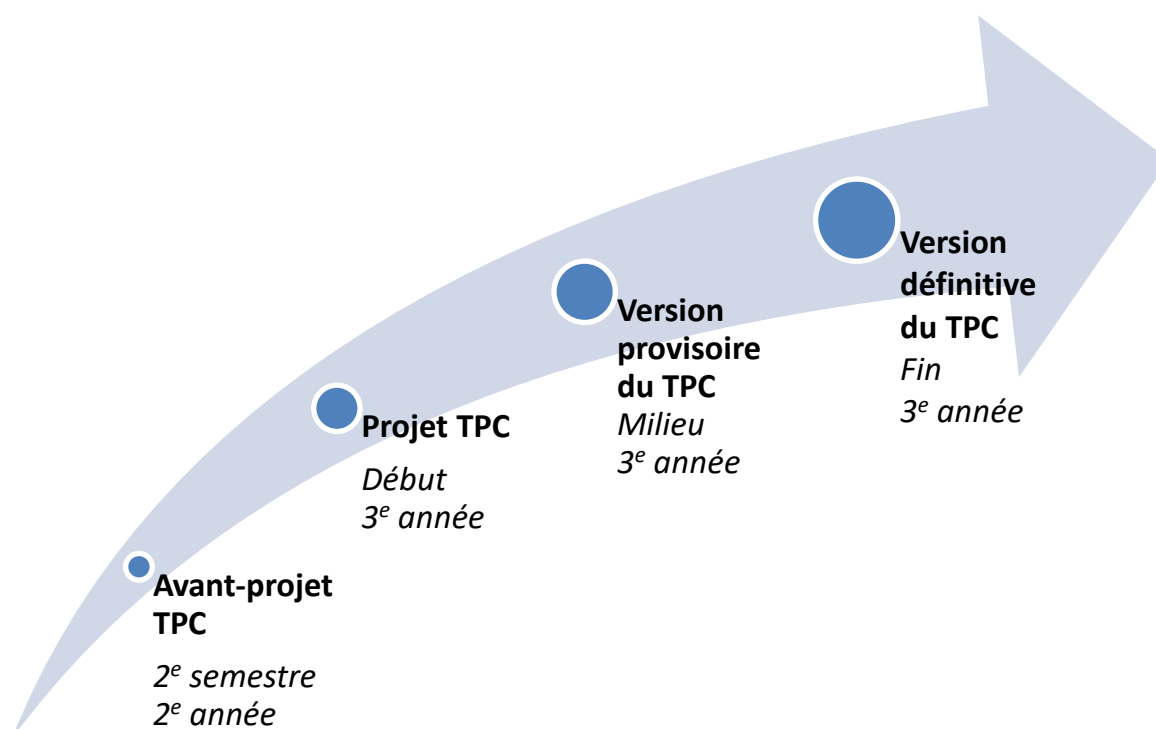 Avant-projet
TPC
2e semestre
2e année
Projet TPC
Début
3e année
Version
provisoire
du TPC
Milieu
3e année
Version
définitive
du TPC
Fin
3e année